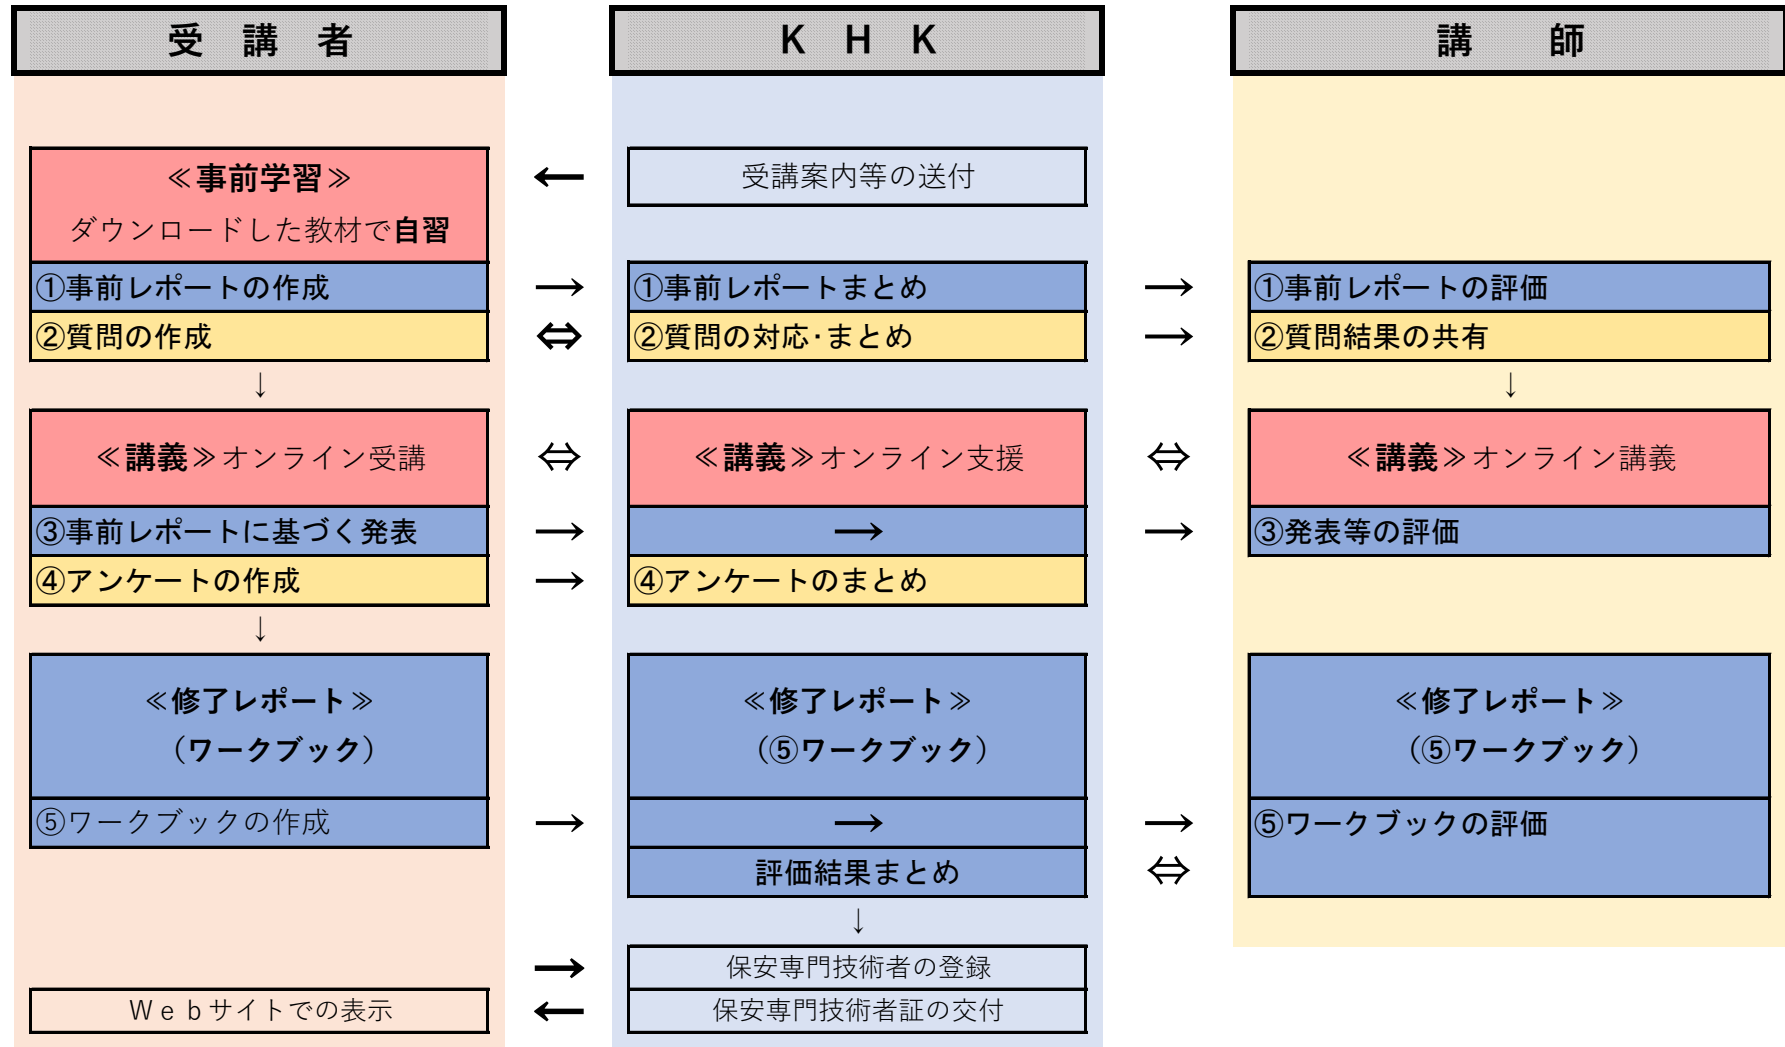 受　講　者
K　H　K
講　　師
≪事前学習≫
ダウンロードした教材で自習
←
受講案内等の送付
①事前レポートの作成
→
①事前レポートまとめ
→
①事前レポートの評価
②質問の作成
⇔
②質問の対応･まとめ
→
②質問結果の共有
↓
↓
≪講義≫オンライン受講
⇔
≪講義≫オンライン支援
⇔
≪講義≫オンライン講義
③事前レポートに基づく発表
→
→
→
③発表等の評価
④アンケートの作成
→
④アンケートのまとめ
↓
≪修了レポート≫
（ワークブック）
≪修了レポート≫
（⑤ワークブック）
≪修了レポート≫
（⑤ワークブック）
⑤ワークブックの作成
→
→
→
⑤ワークブックの評価
評価結果まとめ
⇔
↓
→
保安専門技術者の登録
Ｗｅｂサイトでの表示
←
保安専門技術者証の交付